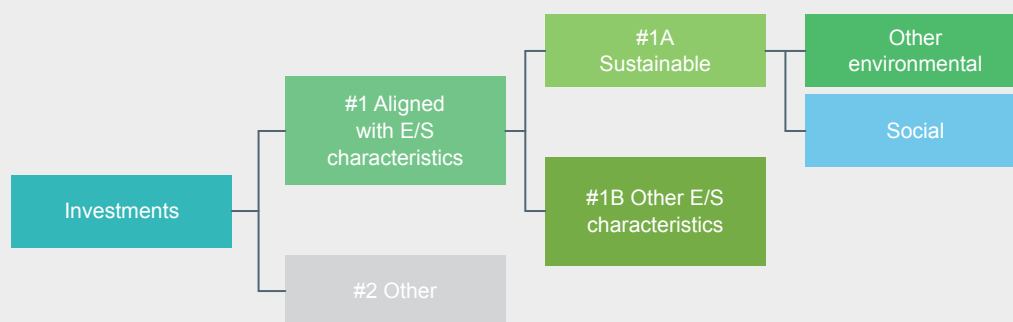 Investments
#1 Aligned
with E/S
characteristics
#2 Other
#1A
Sustainable
#1B Other E/S
characteristics
Other
environmental
Social